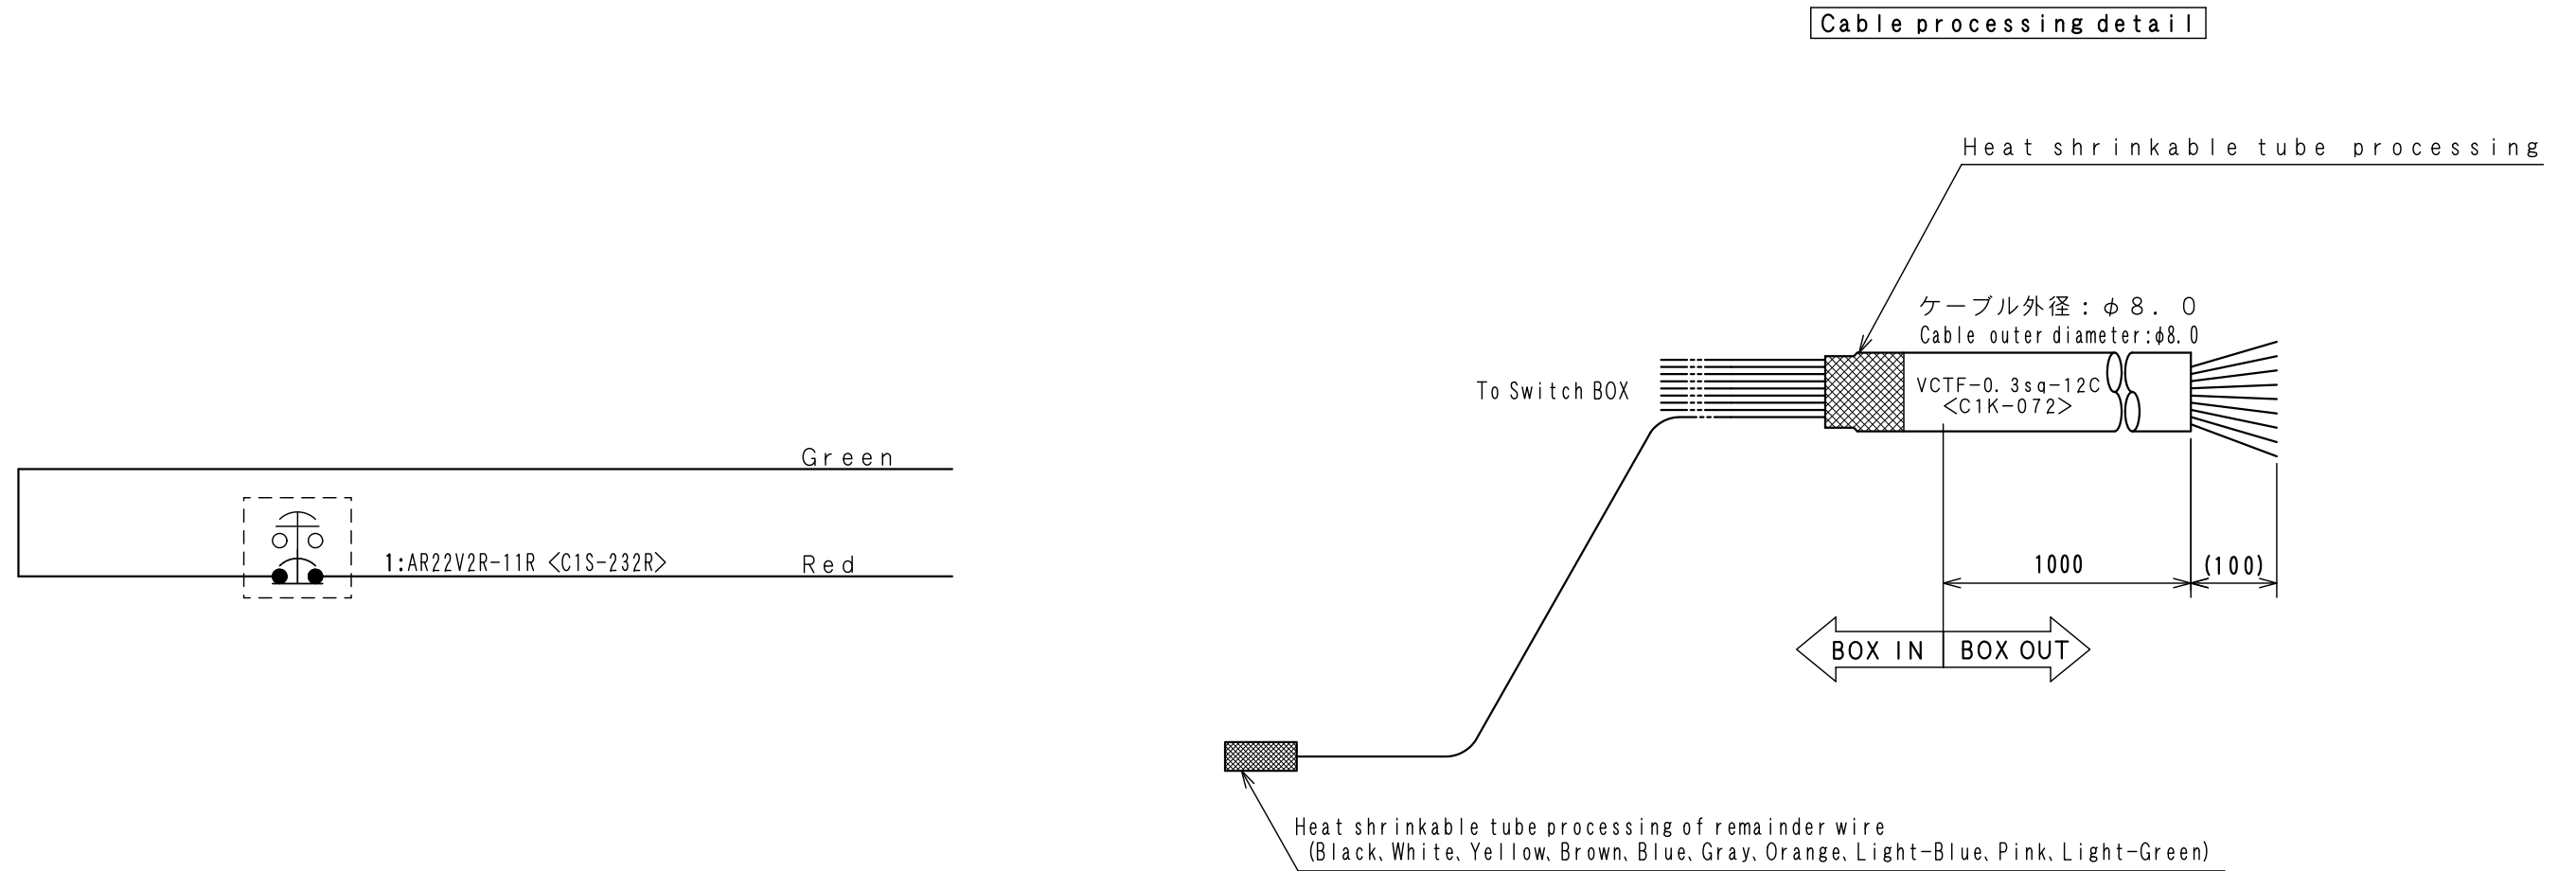 Cable processing detail
Heat shrinkable tube processing
ケーブル外径：φ８．０
Cable outer diameter:φ8.0
To Switch BOX
VCTF-0.3sq-12C
<C1K-072>
Green
1:AR22V2R-11R <C1S-232R>
Red
1000
(100)
BOX IN
BOX OUT
Heat shrinkable tube processing of remainder wire
(Black、White、Yellow、Brown、Blue、Gray、Orange、Light-Blue、Pink、Light-Green)